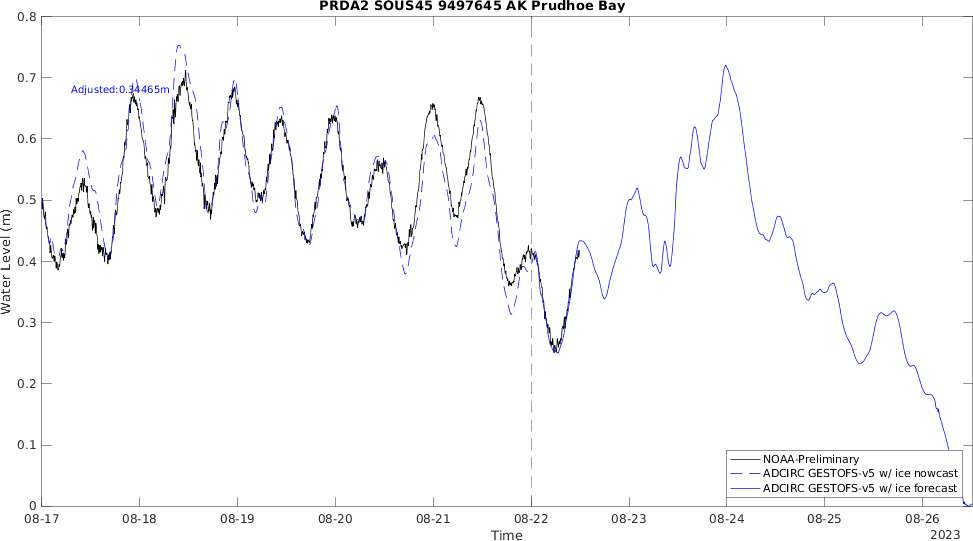 PRDA2 SOUS45 9497645 AK Prudhoe Bay
0.8
0.7
0.6
0.5
0.4
0.3
0.2
0.1
0
Water Level (m)
Adjusted:0.34465m
NOAA-Preliminary
ADCIRC GESTOFS-v5 w/ ice nowcast
ADCIRC GESTOFS-v5 w/ ice forecast
08-17 08-18 08-19 08-20 08-21 08-22 08-23 08-24 08-25 08-26
Time
2023